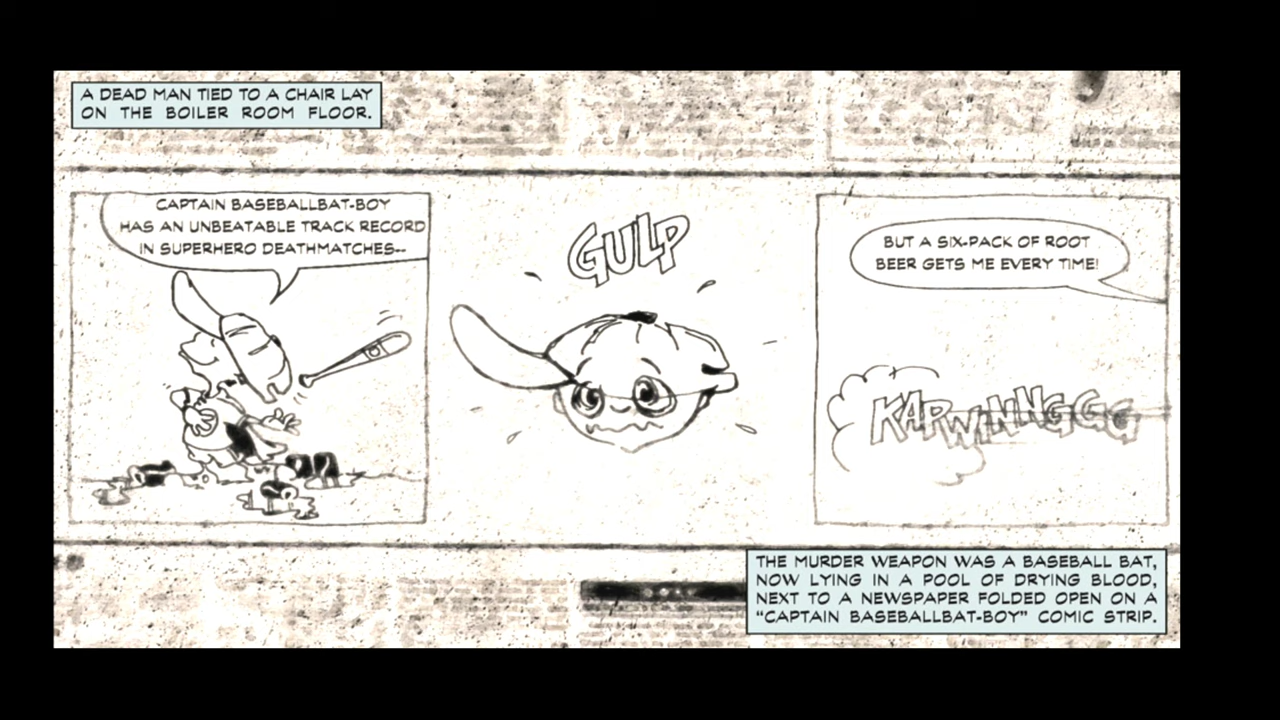 A DEAD MAN TIED TO A CHAIR LAY
ON THE BOILER ROOM FLOOR.
CAPTAIN BASEBALLBAT-BOY
HAS AN UNBEATABLE TRACK RECORD
IN SUPERHERO DEATHMATCHES--
GULP
BUT A SIX-PACK OF ROOT
BEER GETS ME EVERY TIME!
KAPWINNGGG
THE MURDER WEAPON WAS A BASEBALL BAT,
NOW LYING IN A POOL OF DRYING BLOOD,
NEXT TO A NEWSPAPER FOLDED OPEN ON A
“CAPTAIN BASEBALLBAT-BOY” COMIC STRIP.